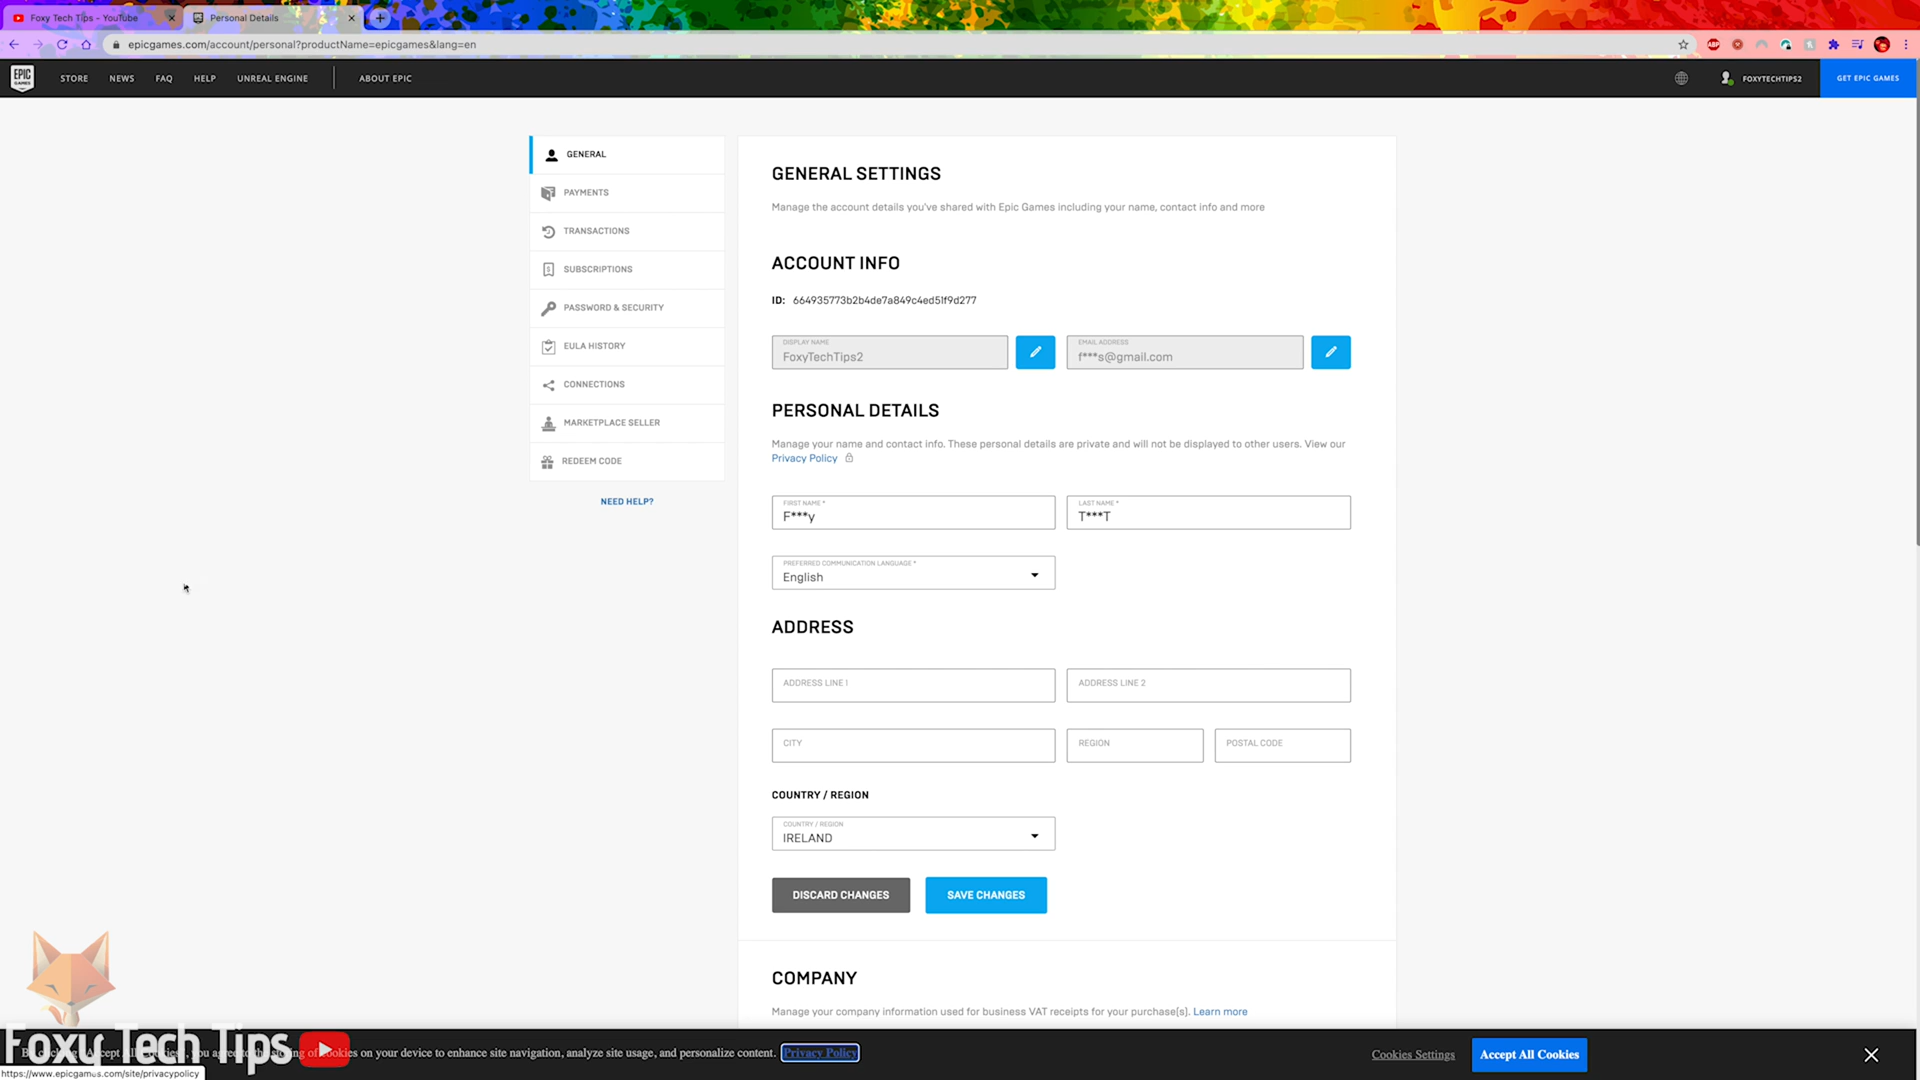 Foxy Tech Tips - YouTube
Personal Details
epicgames.com/account/personal?productName=epicgames&lang=en
ABP
EPIC GAMES
STORE
NEWS
FAQ
HELP
UNREAL ENGINE
ABOUT EPIC
FOXYTECHTIPS2
GET EPIC GAMES
GENERAL
PAYMENTS
TRANSACTIONS
SUBSCRIPTIONS
PASSWORD & SECURITY
EULA HISTORY
CONNECTIONS
MARKETPLACE SELLER
REDEEM CODE
NEED HELP?
GENERAL SETTINGS
Manage the account details you've shared with Epic Games including your name, contact info and more
ACCOUNT INFO
ID: 664935773b2b4de7a849c4ed51f9d277
DISPLAY NAME
FoxyTechTips2
EMAIL ADDRESS
f***s@gmail.com
PERSONAL DETAILS
Manage your name and contact info. These personal details are private and will not be displayed to other users. View our
Privacy Policy
FIRST NAME *
F***y
LAST NAME *
T***T
PREFERRED COMMUNICATION LANGUAGE *
English
ADDRESS
ADDRESS LINE 1
ADDRESS LINE 2
CITY
REGION
POSTAL CODE
COUNTRY / REGION
COUNTRY / REGION
IRELAND
DISCARD CHANGES
SAVE CHANGES
COMPANY
Manage your company information used for business VAT receipts for your purchase(s). Learn more
Foxy Tech Tips
cookies on your device to enhance site navigation, analyze site usage, and personalize content. Privacy Policy
Cookies Settings
Accept All Cookies
https://www.epicgames.com/site/privacypolicy